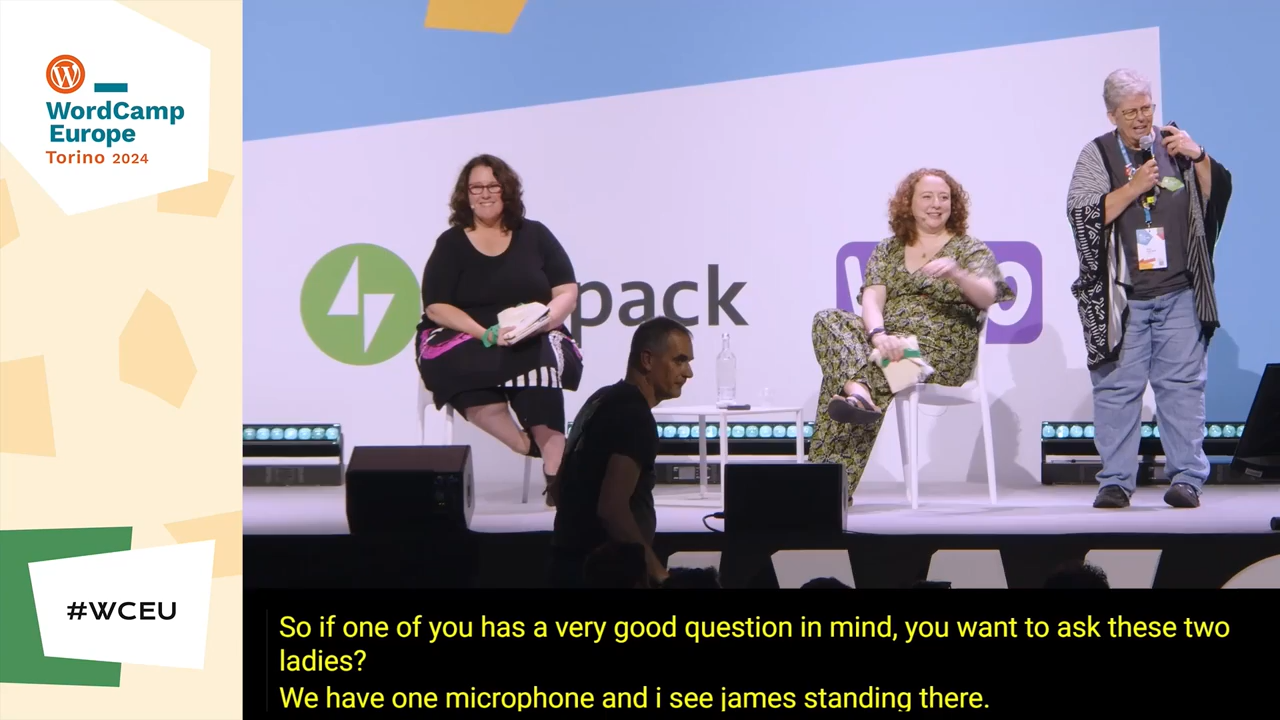 WordCamp
Europe
Torino 2024
pack
#WCEU
So if one of you has a very good question in mind, you want to ask these two
ladies?
We have one microphone and i see james standing there.